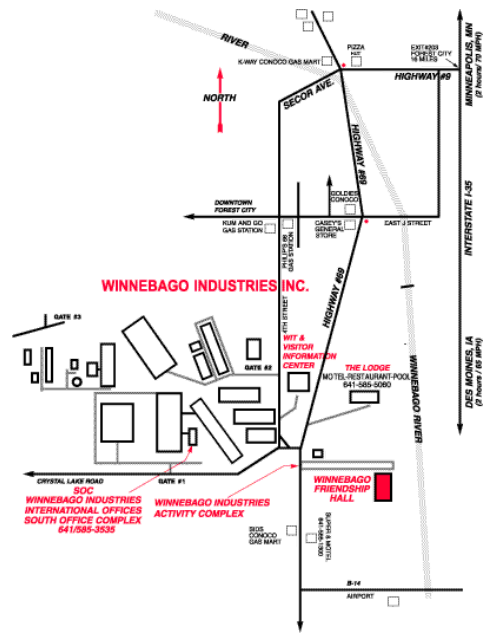 RIVER
PIZZA
HUT
K-WAY CONOCO GAS MART
EXIT#203
FOREST CITY
16 MILES
HIGHWAY #9
MINNEAPOLIS, MN
(2 hours/ 70 MPH)
NORTH
SECOR AVE.
HIGHWAY #69
INTERSTATE I-35
DOWNTOWN
FOREST CITY
GOLDIES
CONOCO
KUM AND GO
GAS STATION
PHILIP'S 66
GAS STATION
CASEY'S
GENERAL
STORE
EAST J STREET
WINNEBAGO INDUSTRIES INC.
HIGHWAY #69
4TH STREET
GATE #3
WIT &
VISITOR
INFORMATION
CENTER
GATE #2
THE LODGE
MOTEL-RESTAURANT-POOL
641-585-5060
WINNEBAGO RIVER
DES MOINES, IA
(2 hours / 65 MPH)
CRYSTAL LAKE ROAD
GATE #1
SOC
WINNEBAGO INDUSTRIES
INTERNATIONAL OFFICES
SOUTH OFFICE COMPLEX
641/585-3535
WINNEBAGO INDUSTRIES
ACTIVITY COMPLEX
WINNEBAGO
FRIENDSHIP
HALL
SIDS
CONOCO
GAS MART
SUPER 8 MOTEL
B-14
AIRPORT